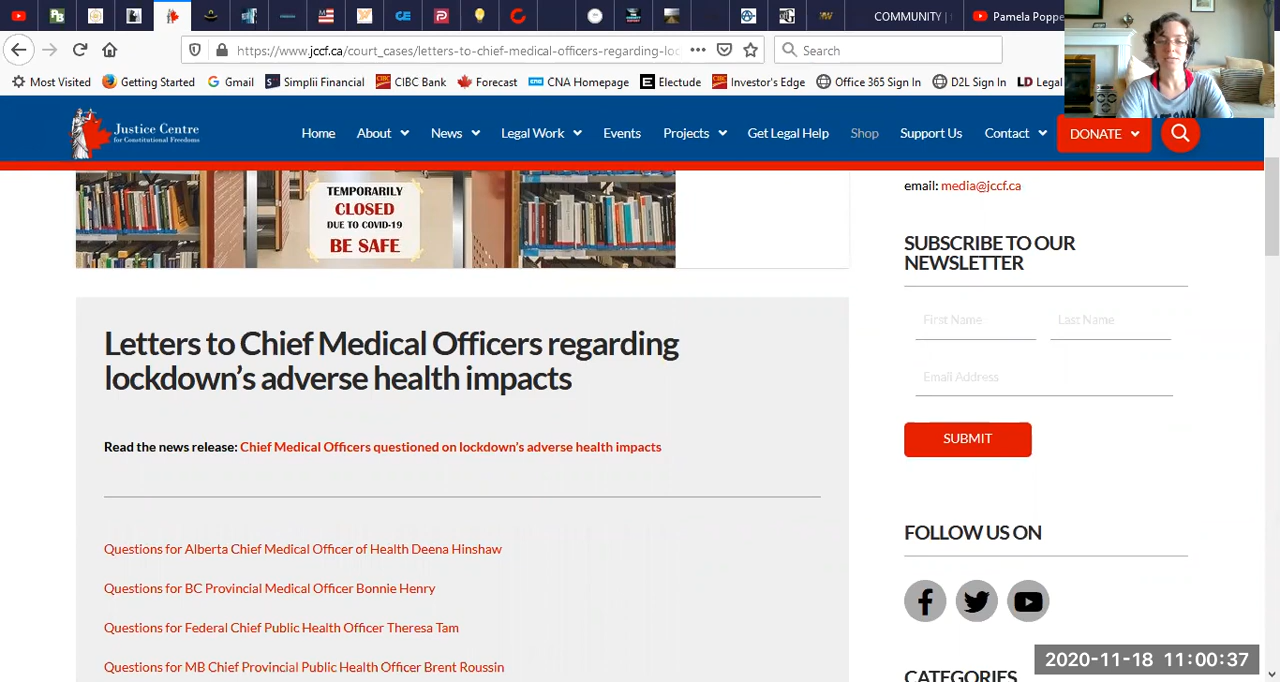 COMMUNITY
Pamela Poppe
https://www.jccf.ca/court_cases/letters-to-chief-medical-officers-regarding-lo
Search
Most Visited
Getting Started
Gmail
Simplii Financial
CIBC Bank
Forecast
CNA Homepage
Electude
Investor's Edge
Office 365 Sign In
D2L Sign In
LD Legal
Justice Centre
for Constitutional Freedoms
Home
About
News
Legal Work
Events
Projects
Get Legal Help
Shop
Support Us
Contact
DONATE
TEMPORARILY
CLOSED
DUE TO COVID-19
BE SAFE
email: media@jccf.ca
SUBSCRIBE TO OUR
NEWSLETTER
First Name
Last Name
Email Address
SUBMIT
Letters to Chief Medical Officers regarding
lockdown's adverse health impacts
Read the news release: Chief Medical Officers questioned on lockdown's adverse health impacts
Questions for Alberta Chief Medical Officer of Health Deena Hinshaw
Questions for BC Provincial Medical Officer Bonnie Henry
Questions for Federal Chief Public Health Officer Theresa Tam
Questions for MB Chief Provincial Public Health Officer Brent Roussin
FOLLOW US ON
CATEGORIES
2020-11-18 11:00:37